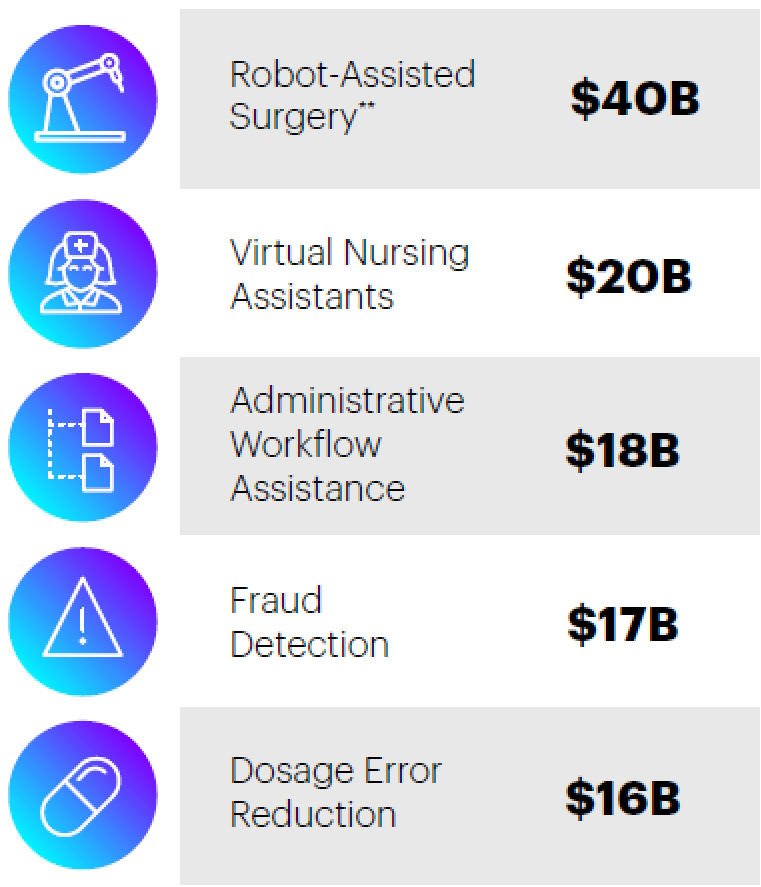 Robot-Assisted
Surgery**
$40B
Virtual Nursing
Assistants
$20B
Administrative
Workflow
Assistance
$18B
Fraud
Detection
$17B
Dosage Error
Reduction
$16B